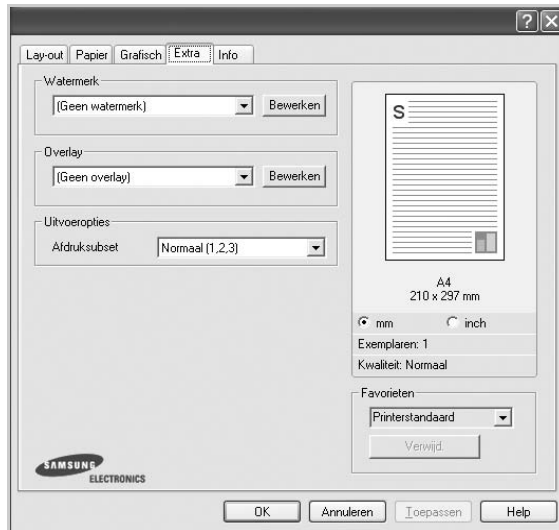 Lay-out Papier Grafisch Extra Info
Watermerk
(Geen watermerk) Bewerken
Overlay
(Geen overlay) Bewerken
Uitvoeropties
Afdruksubset Normaal (1,2,3)
S
A4
210 x 297 mm
mm inch
Exemplaren: 1
Kwaliteit: Normaal
Favorieten
Printerstandaard
Verwijd.
SAMSUNG
ELECTRONICS
OK Annuleren Toepassen Help